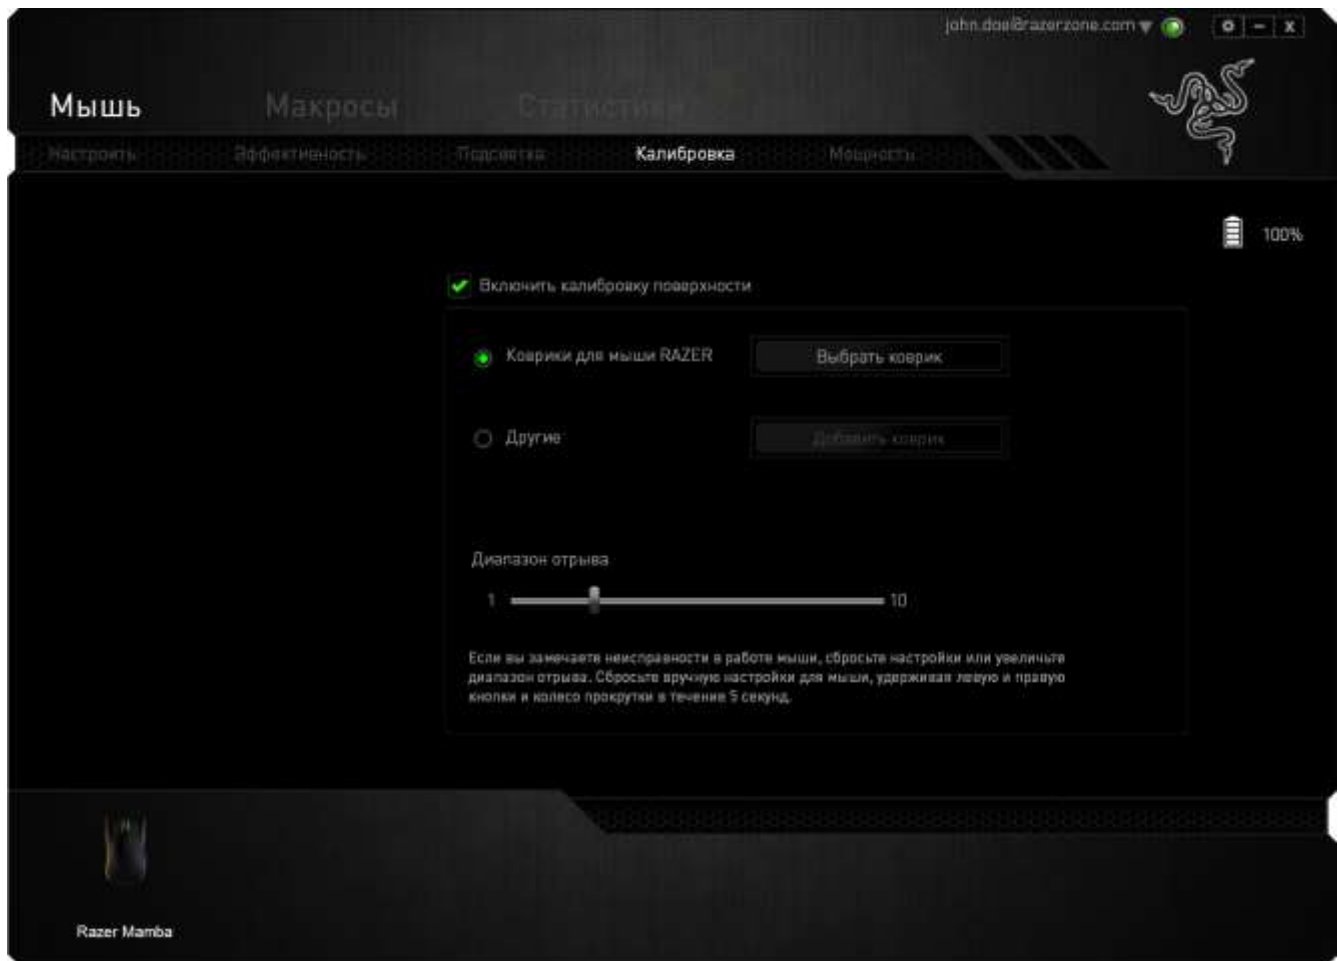 john.doe@razerzone.com
Мышь Макросы Статистики
Настроить Эффективность Подсветка Калибровка Мощность
100%
Включить калибровку поверхности
Коврики для мыши RAZER Выбрать коврик
Другие Добавить коврик
Диапазон отрыва
1 10
Если вы замечаете неисправности в работе мыши, сбросьте настройки или увеличьте
диапазон отрыва. Сбросьте вручную настройки для мыши, удерживая левую и правую
кнопки и колесо прокрутки в течение 5 секунд.
Razer Mamba